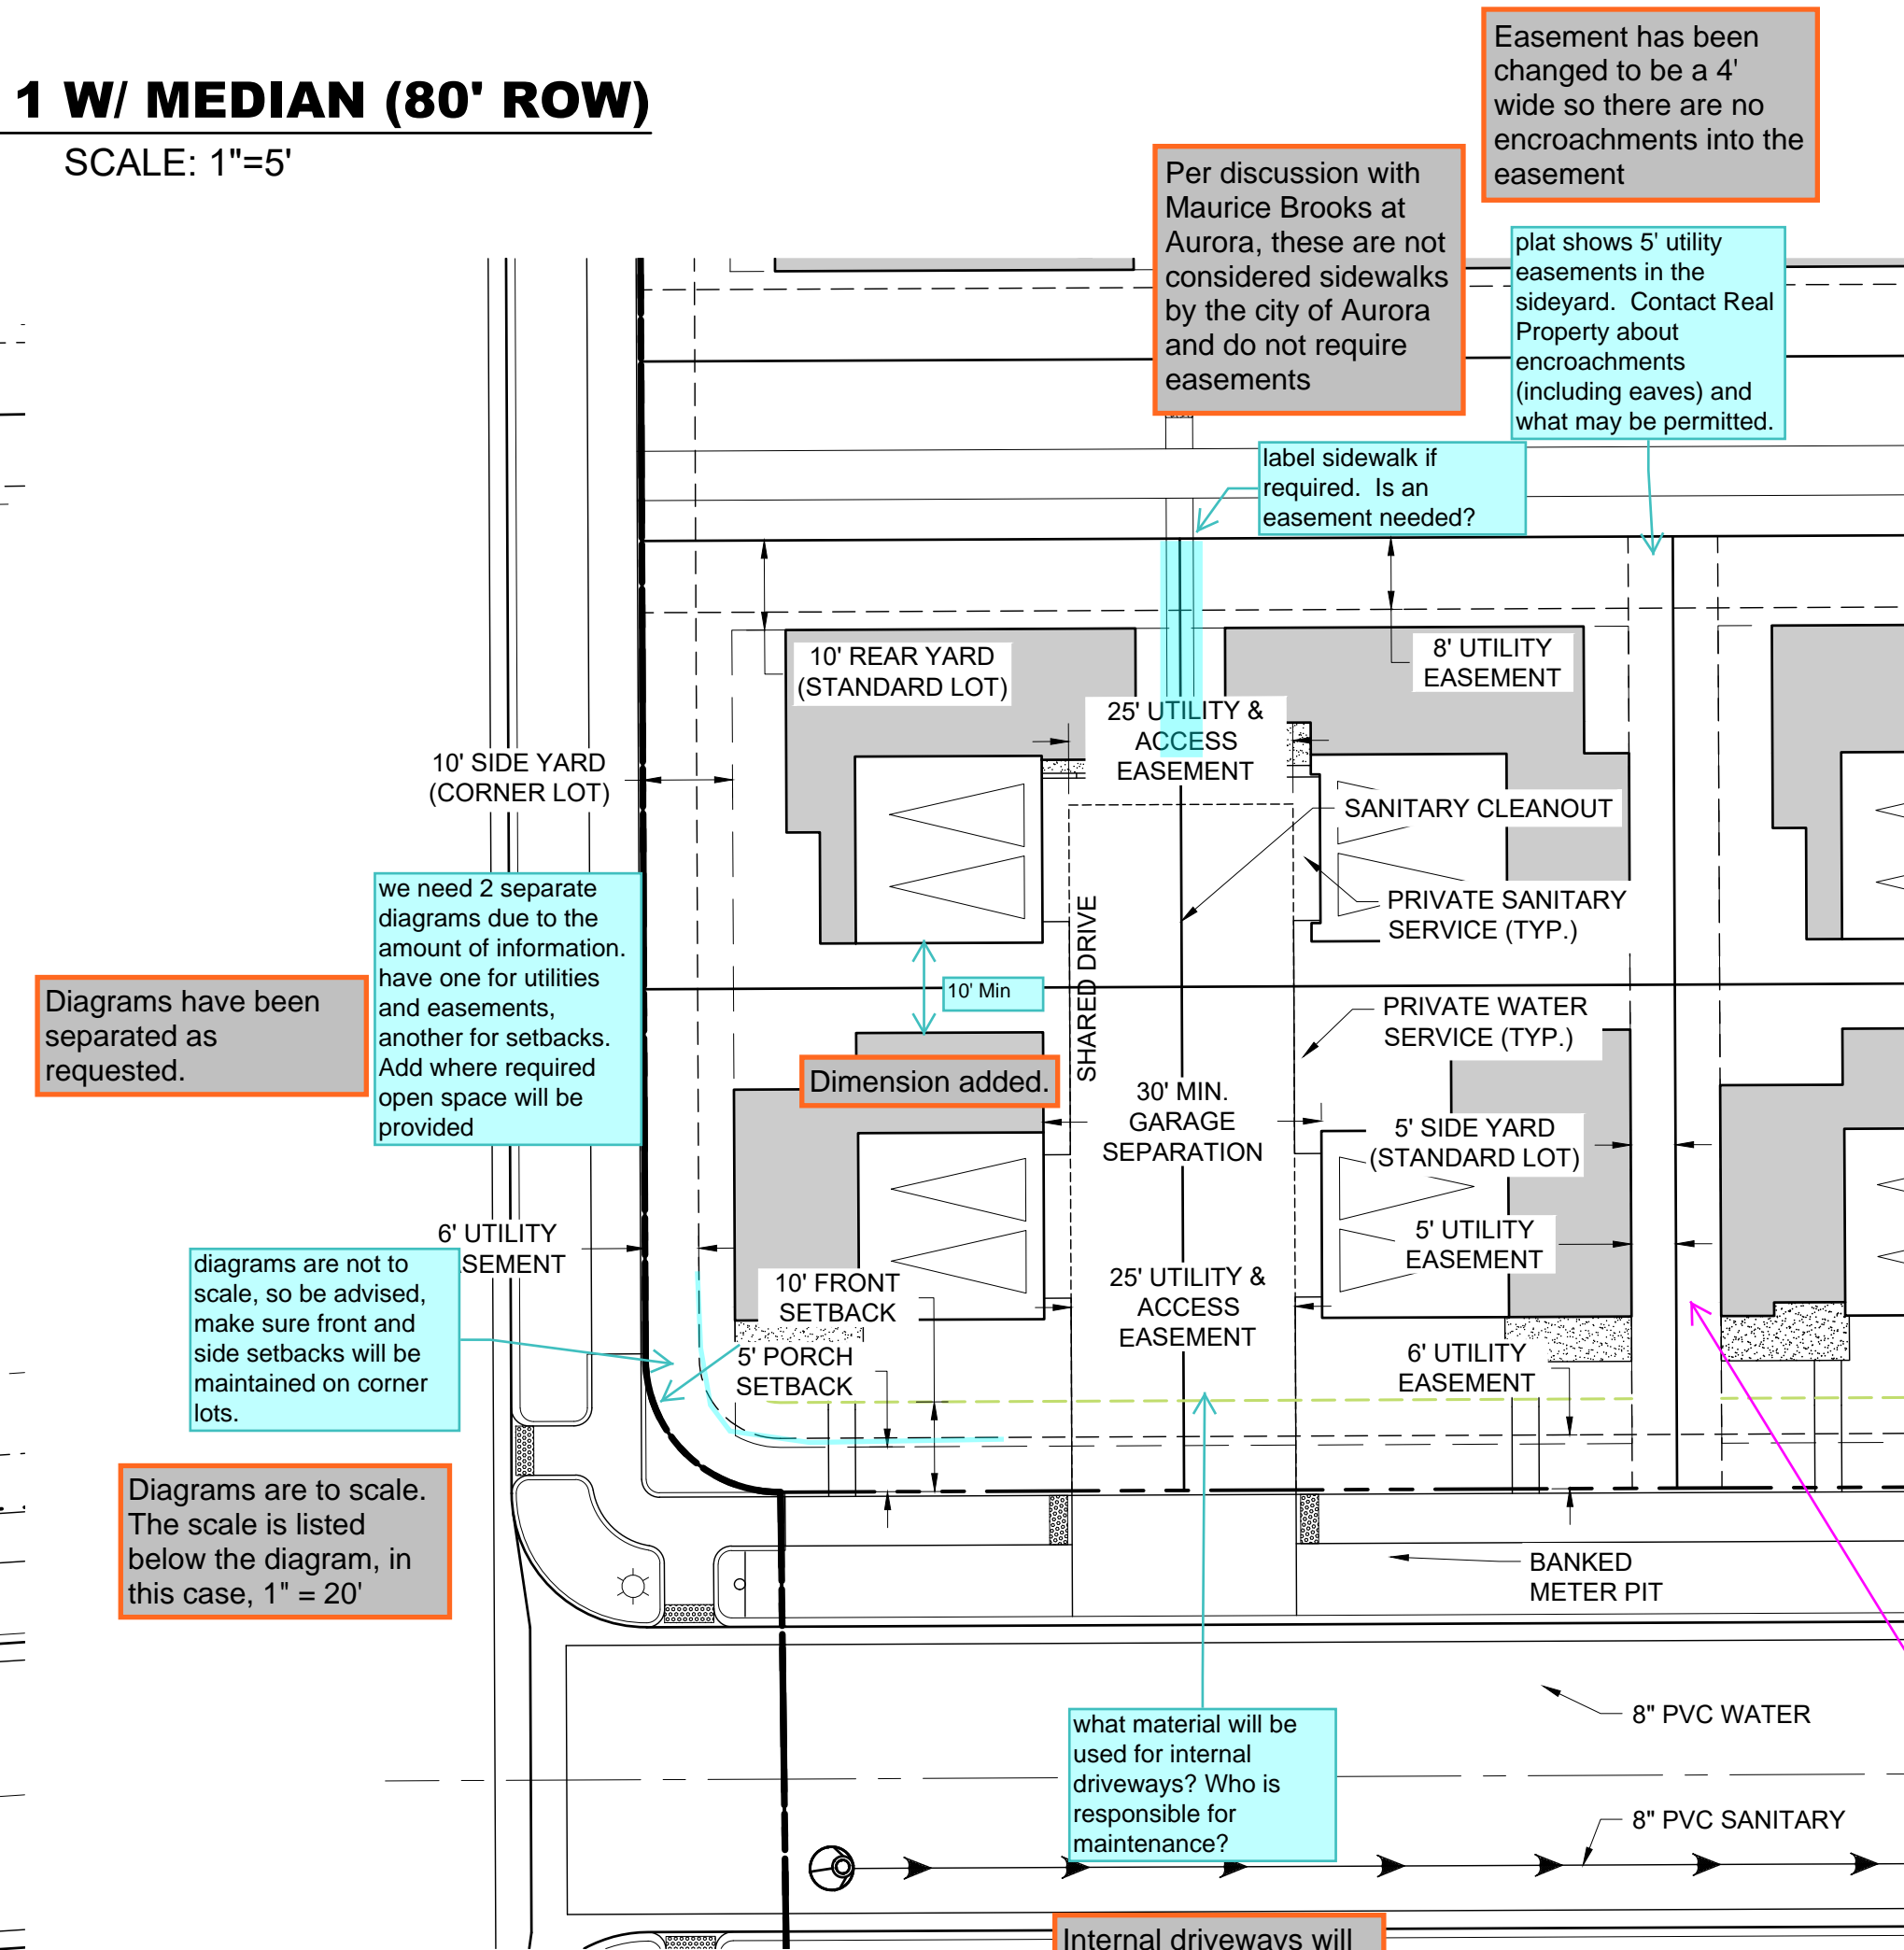 1 W/ MEDIAN (80' ROW)
SCALE: 1"=5'
Easement has been
changed to be a 4'
wide so there are no
encroachments into the
easement
Per discussion with
Maurice Brooks at
Aurora, these are not
considered sidewalks
by the city of Aurora
and do not require
easements
plat shows 5' utility
easements in the
sideyard. Contact Real
Property about
encroachments
(including eaves) and
what may be permitted.
label sidewalk if
required. Is an
easement needed?
10' REAR YARD
(STANDARD LOT)
8' UTILITY
EASEMENT
25' UTILITY &
ACCESS
EASEMENT
10' SIDE YARD
(CORNER LOT)
SANITARY CLEANOUT
PRIVATE SANITARY
SERVICE (TYP.)
SHARED DRIVE
we need 2 separate
diagrams due to the
amount of information.
have one for utilities
and easements,
another for setbacks.
Add where required
open space will be
provided
Diagrams have been
separated as
requested.
10' Min
PRIVATE WATER
SERVICE (TYP.)
Dimension added.
30' MIN.
GARAGE
SEPARATION
5' SIDE YARD
(STANDARD LOT)
6' UTILITY
SEMENT
5' UTILITY
EASEMENT
diagrams are not to
scale, so be advised,
make sure front and
side setbacks will be
maintained on corner
lots.
10' FRONT
SETBACK
25' UTILITY &
ACCESS
EASEMENT
5' PORCH
SETBACK
6' UTILITY
EASEMENT
Diagrams are to scale.
The scale is listed
below the diagram, in
this case, 1" = 20'
BANKED
METER PIT
what material will be
used for internal
driveways? Who is
responsible for
maintenance?
8" PVC WATER
8" PVC SANITARY
Internal driveways will